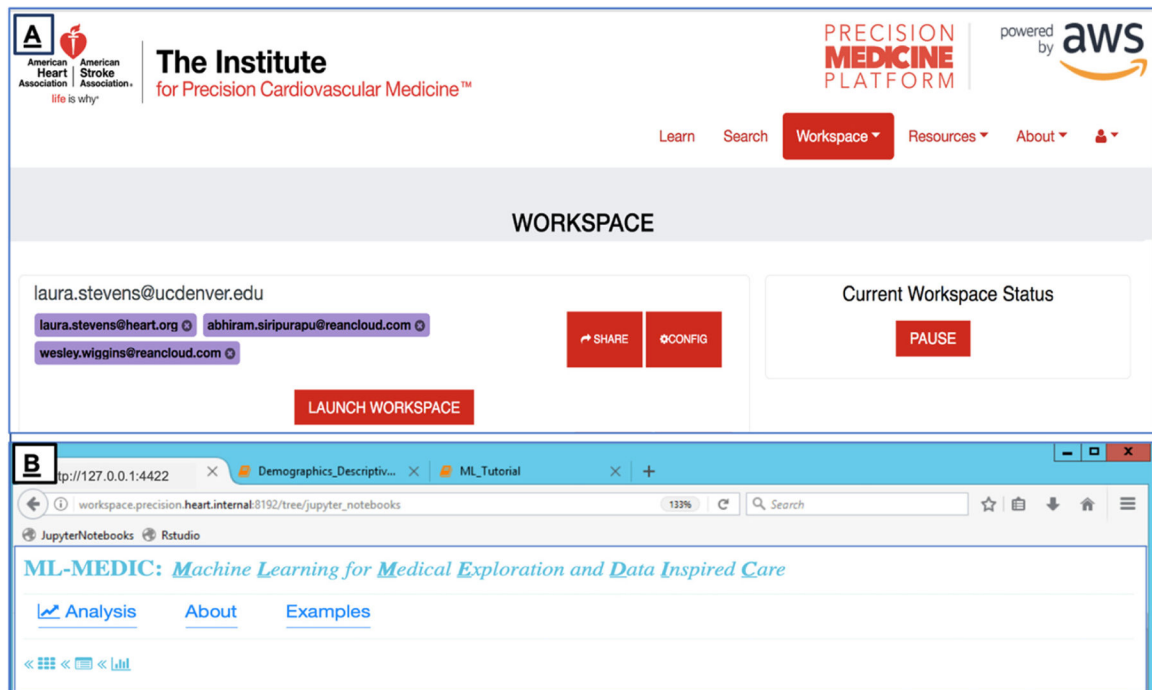 A
American Heart Association
American Stroke Association®
life is why®
The Institute
for Precision Cardiovascular Medicine™
PRECISION
MEDICINE
PLATFORM
powered by aws
Learn Search Workspace Resources About
WORKSPACE
laura.stevens@ucdenver.edu
laura.stevens@heart.org abhiram.siripurapu@reancloud.com
wesley.wiggins@reancloud.com
SHARE CONFIG
LAUNCH WORKSPACE
Current Workspace Status
PAUSE
B
tp://127.0.0.1:4422 Demographics_Descriptiv... ML_Tutorial
workspace.precision.heart.internal:8192/tree/jupyter_notebooks 133% Search
JupyterNotebooks Rstudio
ML-MEDIC: Machine Learning for Medical Exploration and Data Inspired Care
Analysis About Examples